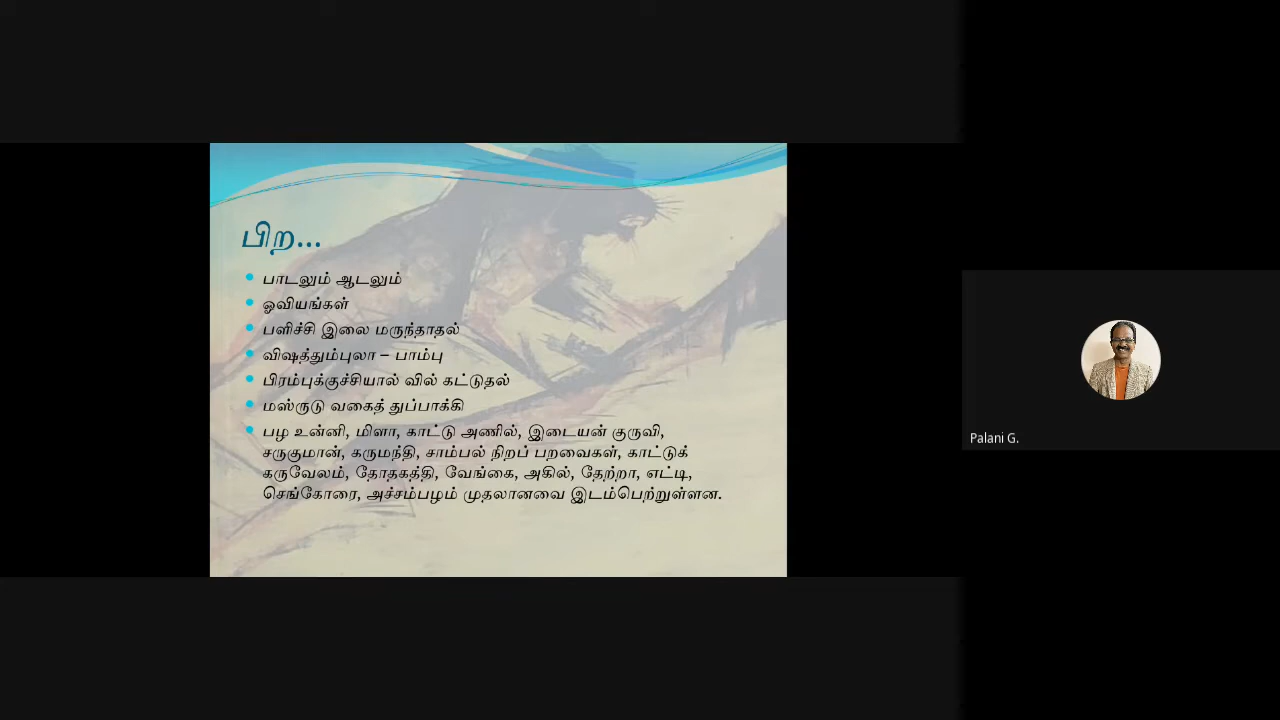 பிற...
பாடலும் ஆடலும்
ஓவியங்கள்
பளிச்சி இலை மருந்தாதல்
விஷத்தும்புலா – பாம்பு
பிரம்புக்குச்சியால் வில் கட்டுதல்
மஸ்ருடு வகைத் துப்பாக்கி
பழ உன்னி, மிளா, காட்டு அணில், இடையன் குருவி,
சருகுமான், கருமந்தி, சாம்பல் நிறப் பறவைகள், காட்டுக்
கருவேலம், தோதகத்தி, வேங்கை, அகில், தேற்றா, எட்டி,
செங்கோரை, அச்சம்பழம் முதலானவை இடம்பெற்றுள்ளன.
Palani G.